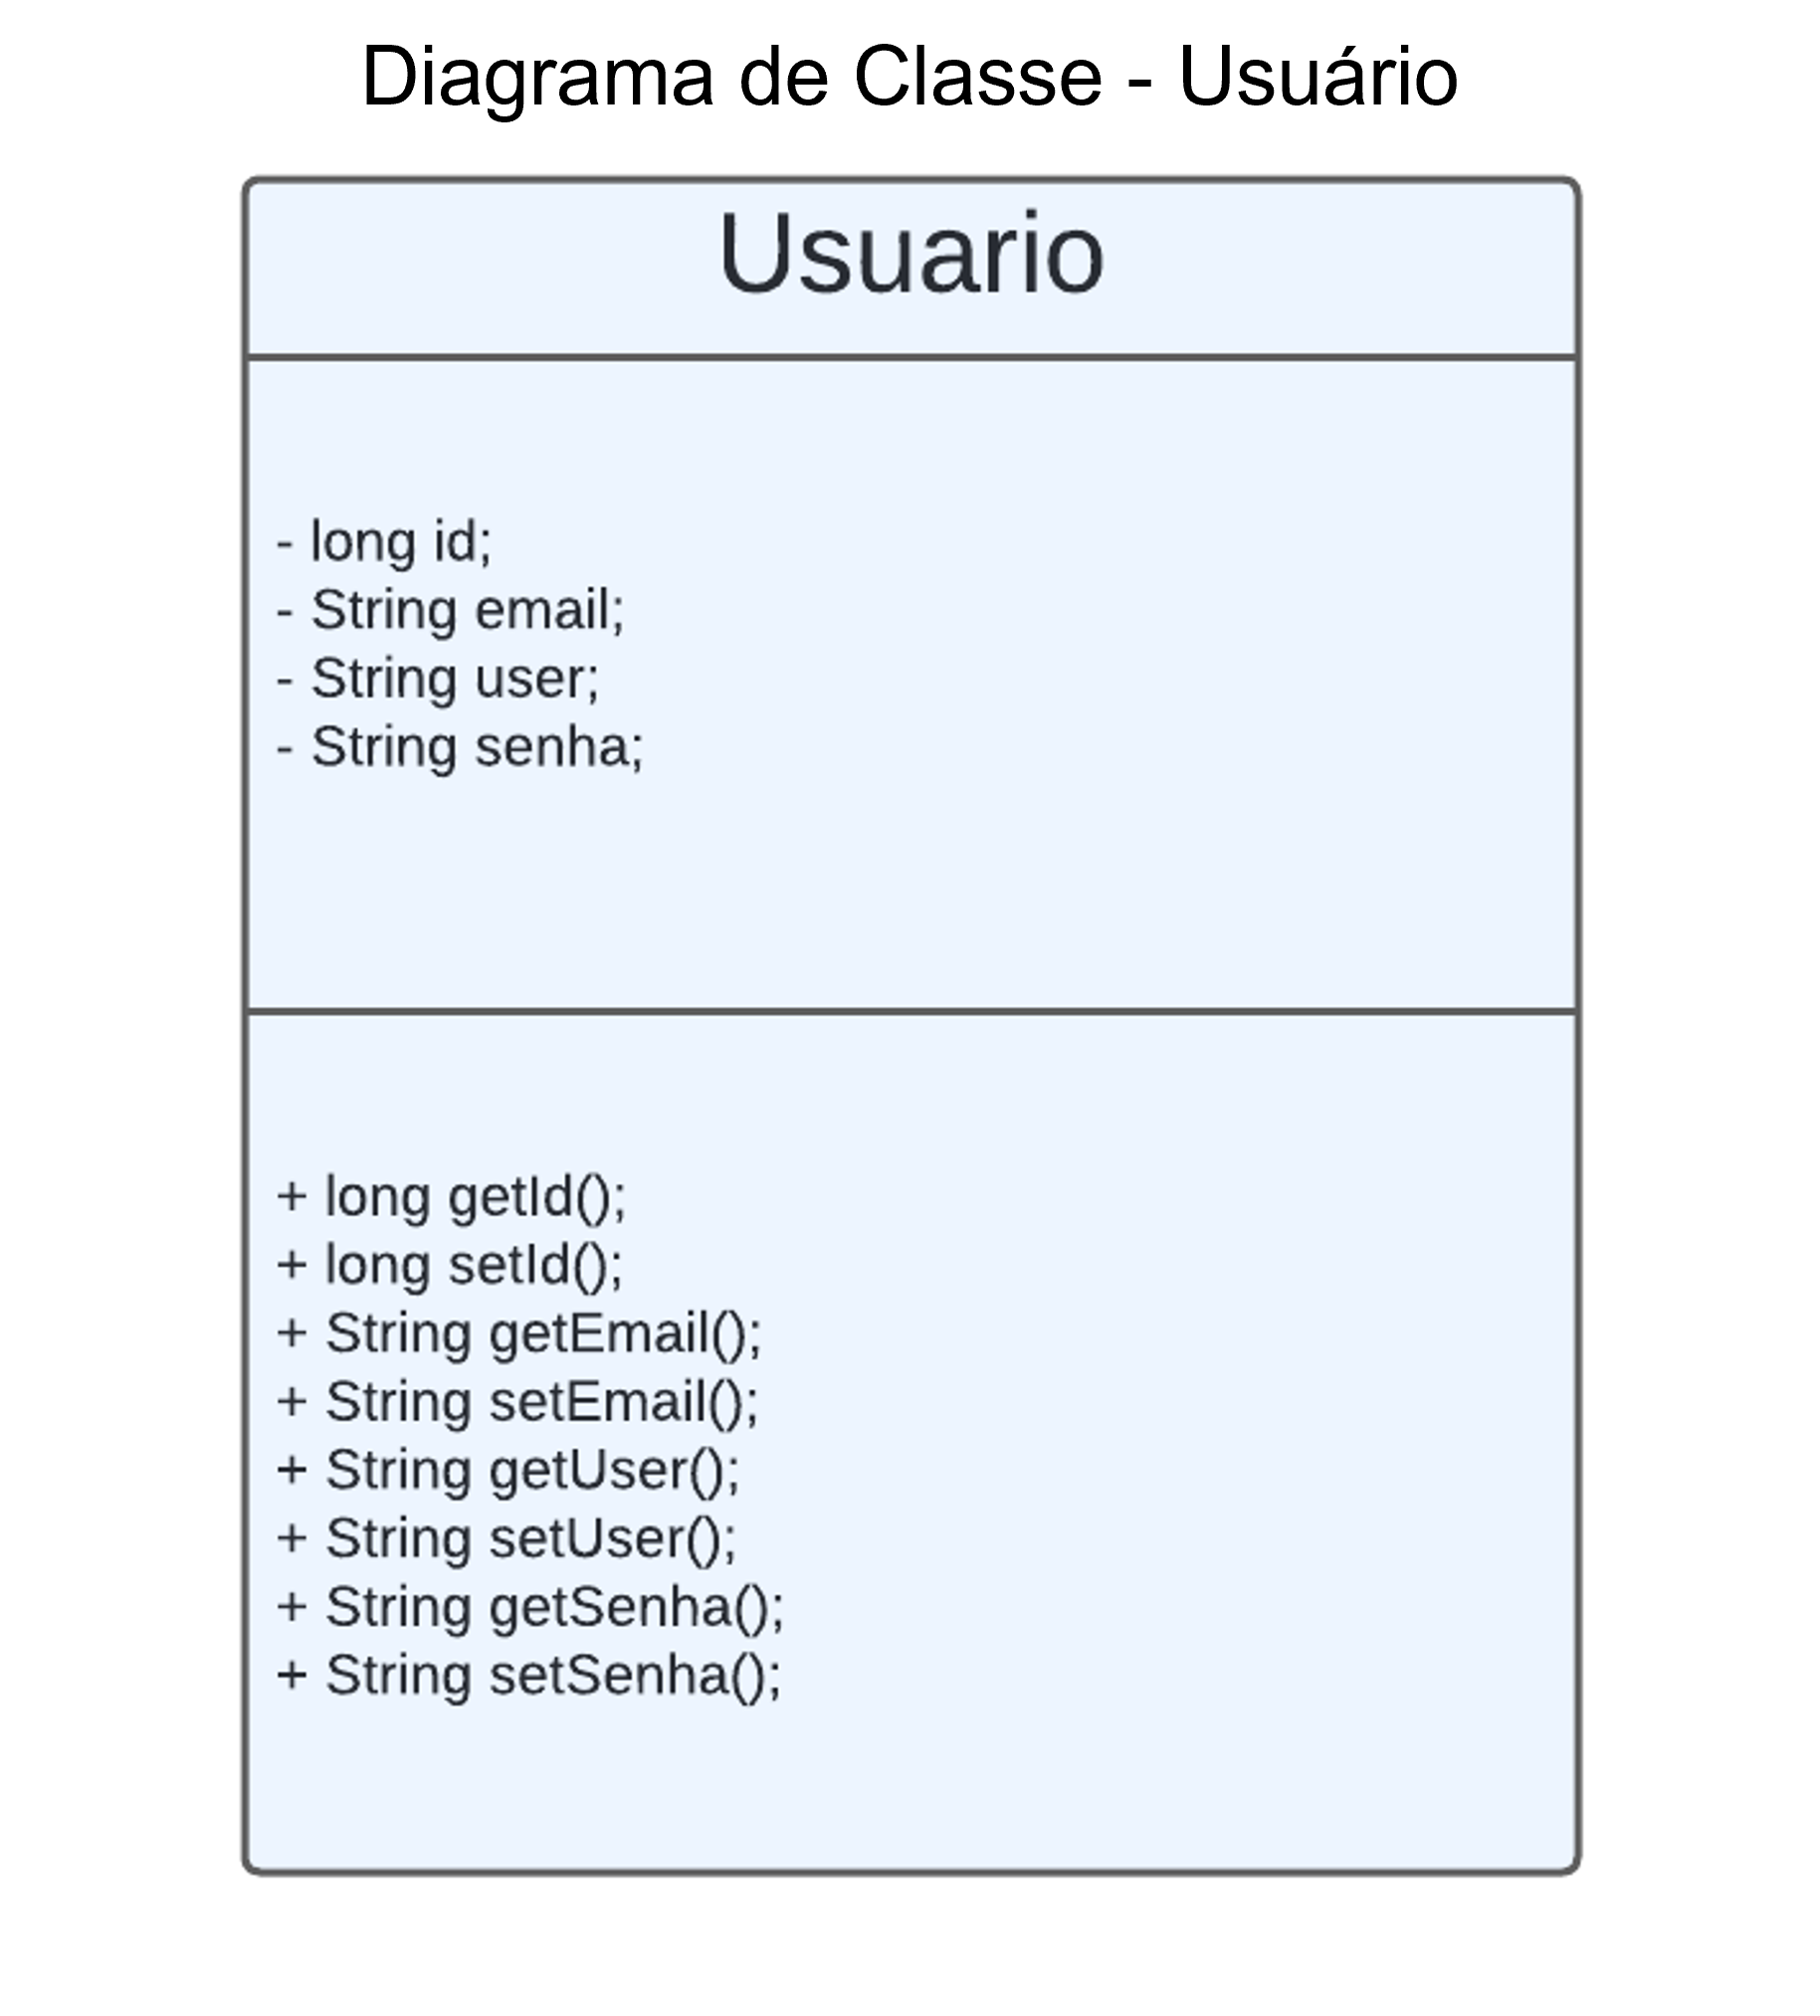 Diagrama de Classe - Usuário
Usuario
- long id;
- String email;
- String user;
- String senha;
+ long getId();
+ long setId();
+ String getEmail();
+ String setEmail();
+ String getUser();
+ String setUser();
+ String getSenha();
+ String setSenha();